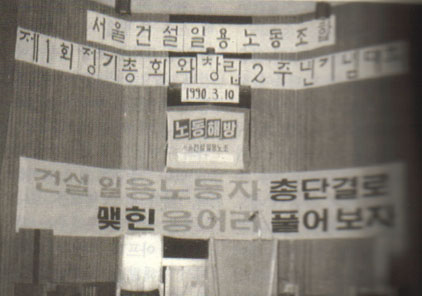 서울건설일용노동조합
제1회정기총회와창립2주년기념대회
1990.3.10
노동해방
건설일용노동자 총단결로
맺힌 응어리 풀어보자